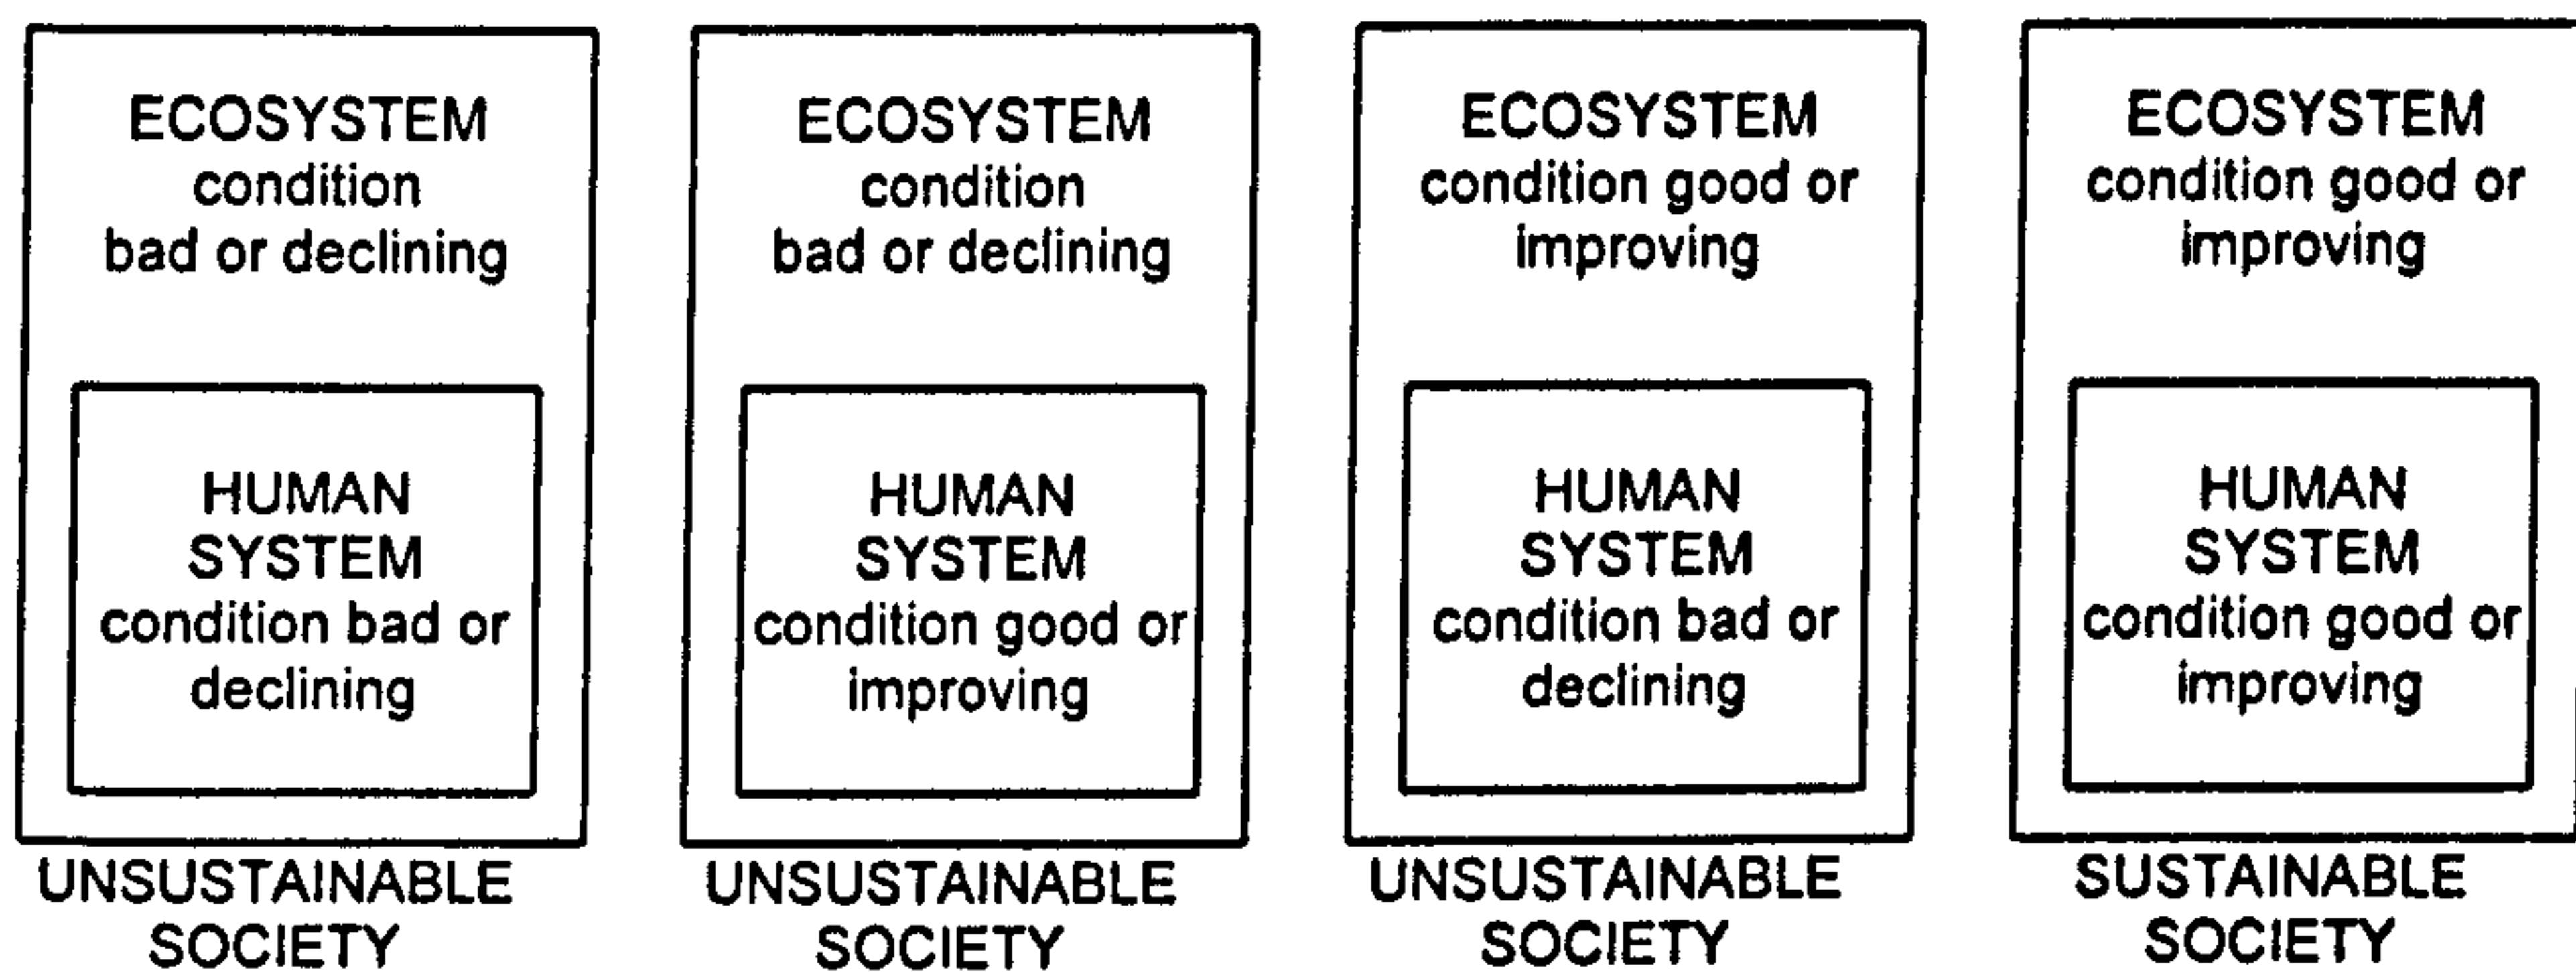 ECOSYSTEM
condition
bad or declining
HUMAN
SYSTEM
condition bad or
declining
UNSUSTAINABLE
SOCIETY
ECOSYSTEM
condition
bad or declining
HUMAN
SYSTEM
condition good or
improving
UNSUSTAINABLE
SOCIETY
ECOSYSTEM
condition good or
improving
HUMAN
SYSTEM
condition bad or
declining
UNSUSTAINABLE
SOCIETY
ECOSYSTEM
condition good or
improving
HUMAN
SYSTEM
condition good or
improving
SUSTAINABLE
SOCIETY